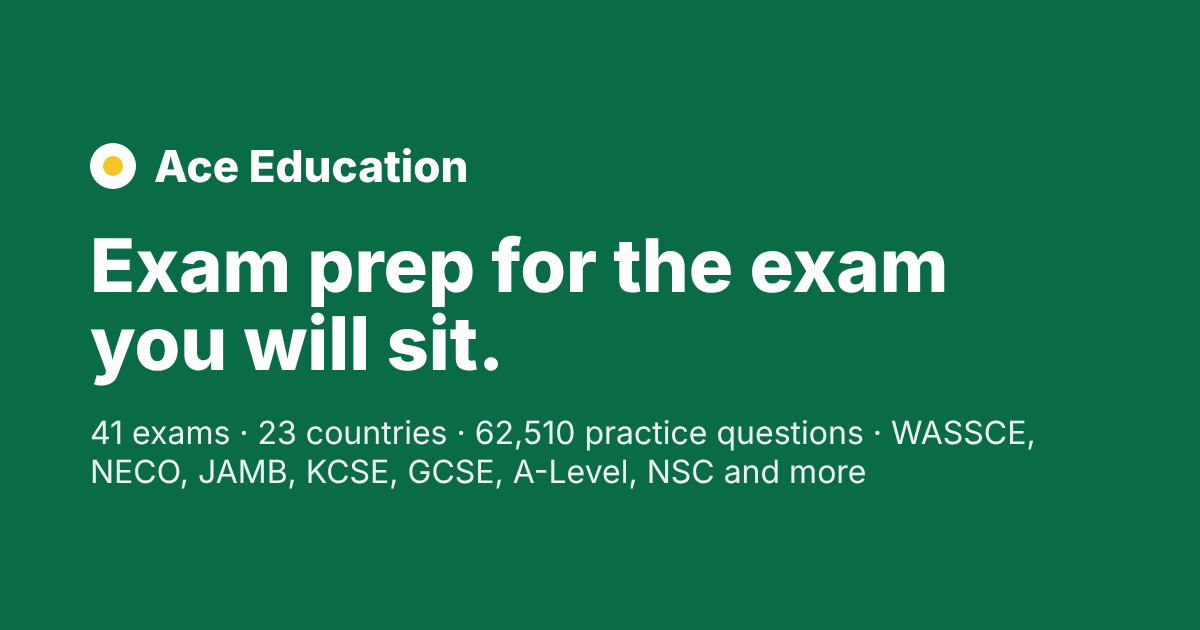 Ace Education
Exam prep for the exam
you will sit.
41 exams · 23 countries · 62,510 practice questions · WASSCE,
NECO, JAMB, KCSE, GCSE, A-Level, NSC and more